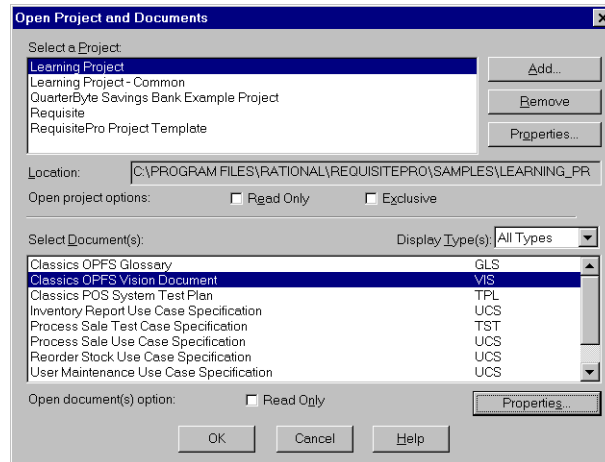 Open Project and Documents
Select a Project:
Learning Project
Learning Project - Common
QuarterByte Savings Bank Example Project
Requisite
RequisitePro Project Template
Add...
Remove
Properties...
Location: C:\PROGRAM FILES\RATIONAL\REQUISITEPRO\SAMPLES\LEARNING_PR
Open project options: Read Only Exclusive
Select Document(s): Display Type(s): All Types
Classics OPFS Glossary GLS
Classics OPFS Vision Document VIS
Classics POS System Test Plan TPL
Inventory Report Use Case Specification UCS
Process Sale Test Case Specification TST
Process Sale Use Case Specification UCS
Reorder Stock Use Case Specification UCS
User Maintenance Use Case Specification UCS
Open document(s) option: Read Only Properties...
OK Cancel Help